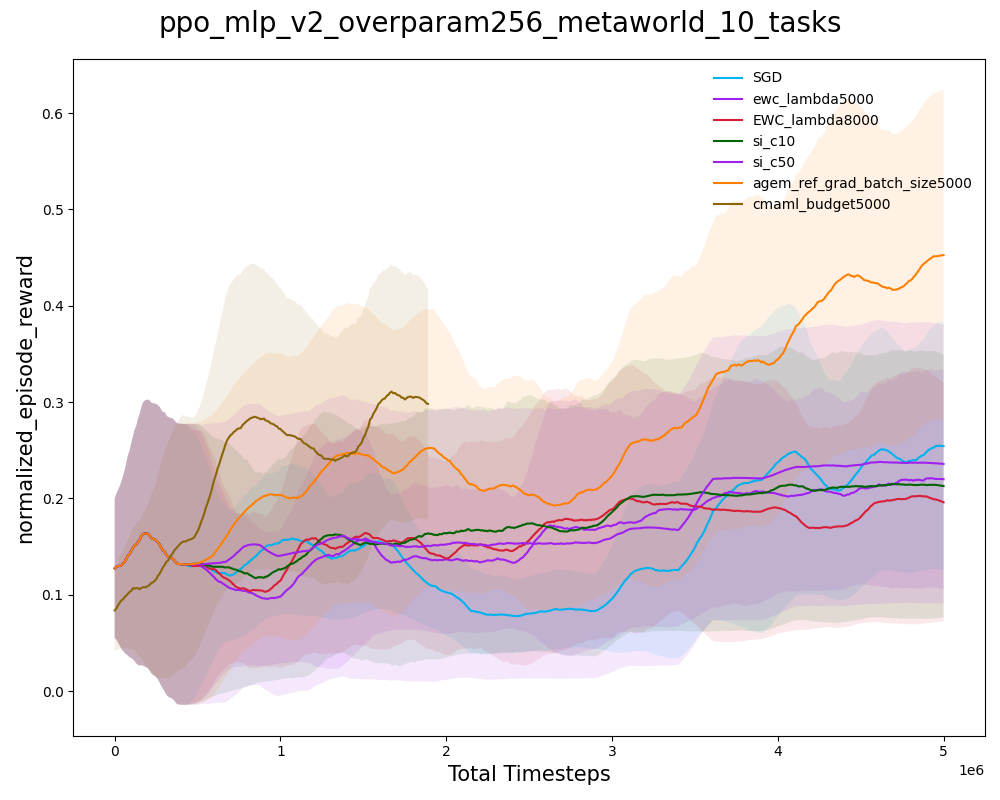 ppo_mlp_v2_overparam256_metaworld_10_tasks
SGD
ewc_lambda5000
EWC_lambda8000
si_c10
si_c50
agem_ref_grad_batch_size5000
cmaml_budget5000
normalized_episode_reward
0.6
0.5
0.4
0.3
0.2
0.1
0.0
0 1 2 3 4 5
1e6
Total Timesteps